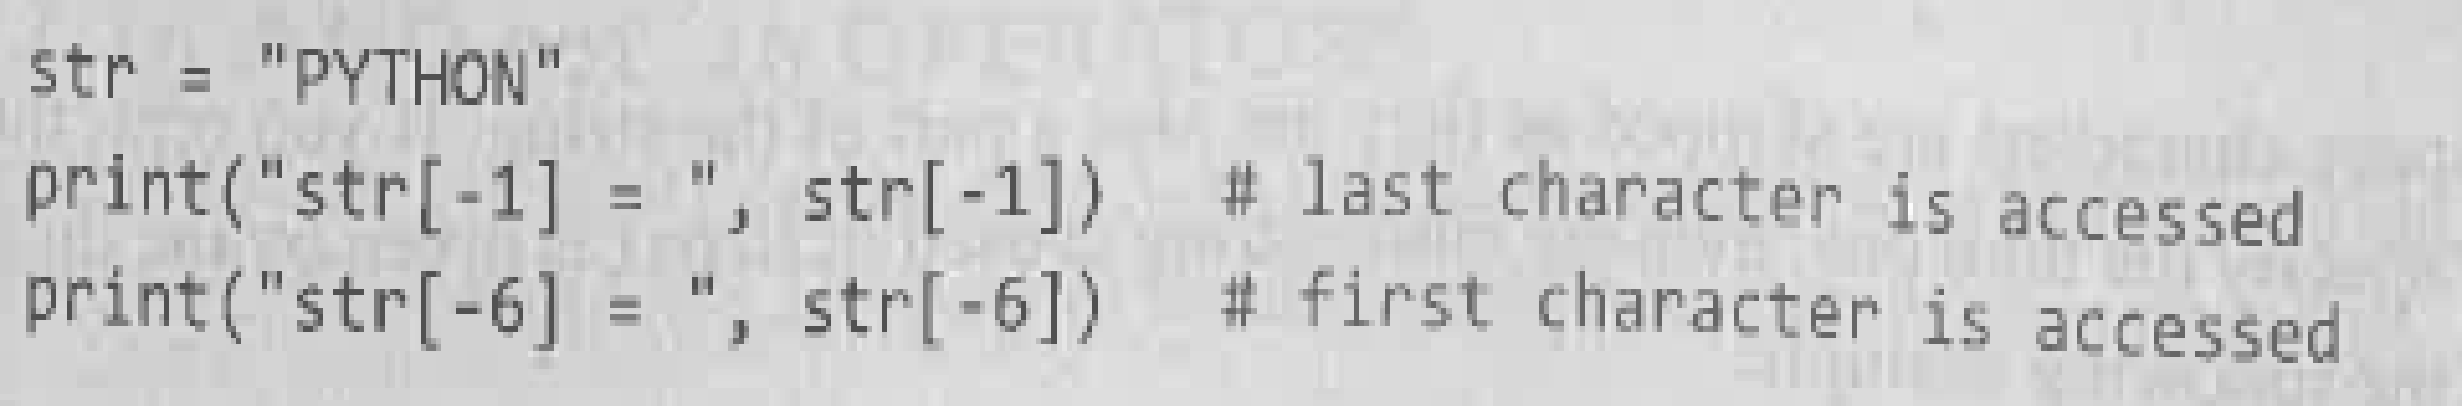 str = "PYTHON"
print("str[-1] = ", str[-1]) # last character is accessed
print("str[-6] = ", str[-6]) # first character is accessed